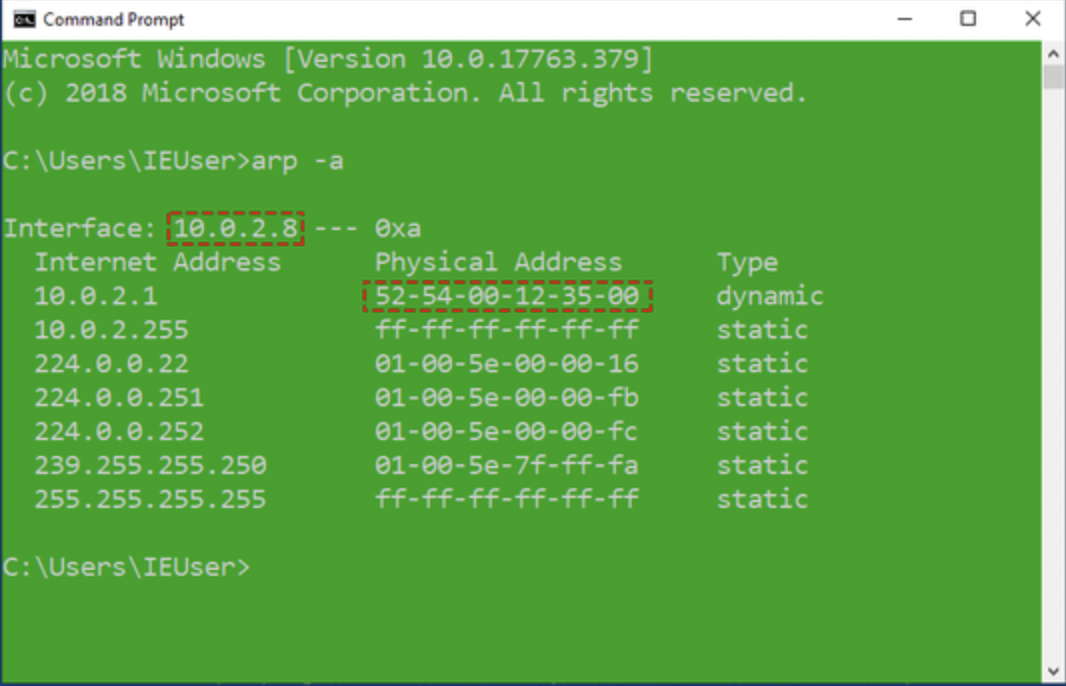 Command Prompt
Microsoft Windows [Version 10.0.17763.379]
(c) 2018 Microsoft Corporation. All rights reserved.
C:\Users\IEUser>arp -a
Interface: 10.0.2.8 --- 0xa
Internet Address Physical Address Type
10.0.2.1 52-54-00-12-35-00 dynamic
10.0.2.255 ff-ff-ff-ff-ff-ff static
224.0.0.22 01-00-5e-00-00-16 static
224.0.0.251 01-00-5e-00-00-fb static
224.0.0.252 01-00-5e-00-00-fc static
239.255.255.250 01-00-5e-7f-ff-fa static
255.255.255.255 ff-ff-ff-ff-ff-ff static
C:\Users\IEUser>